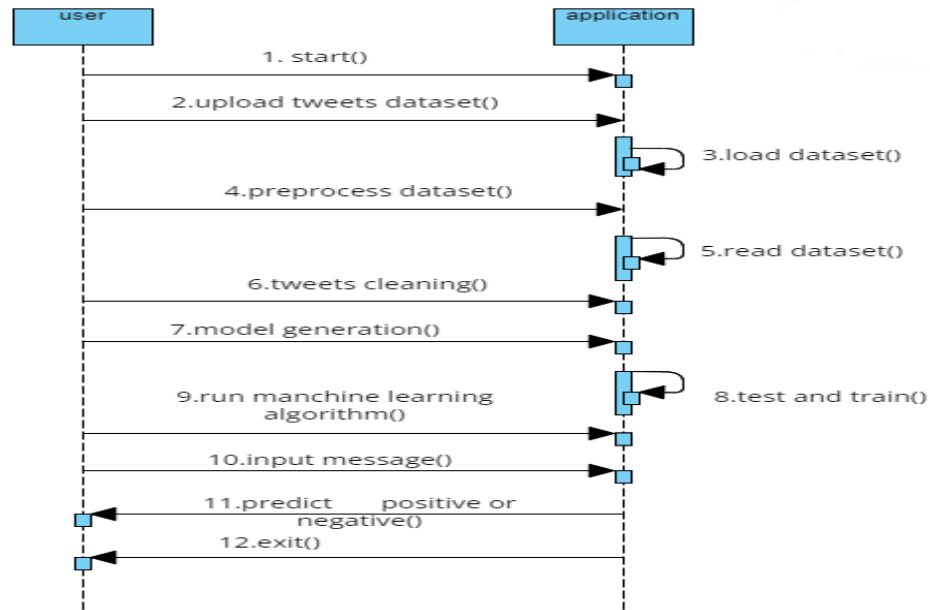 user
application
1. start()
2.upload tweets dataset()
3.load dataset()
4.preprocess dataset()
5.read dataset()
6.tweets cleaning()
7.model generation()
8.test and train()
9.run manchine learning
algorithm()
10.input message()
11.predict positive or
negative()
12.exit()